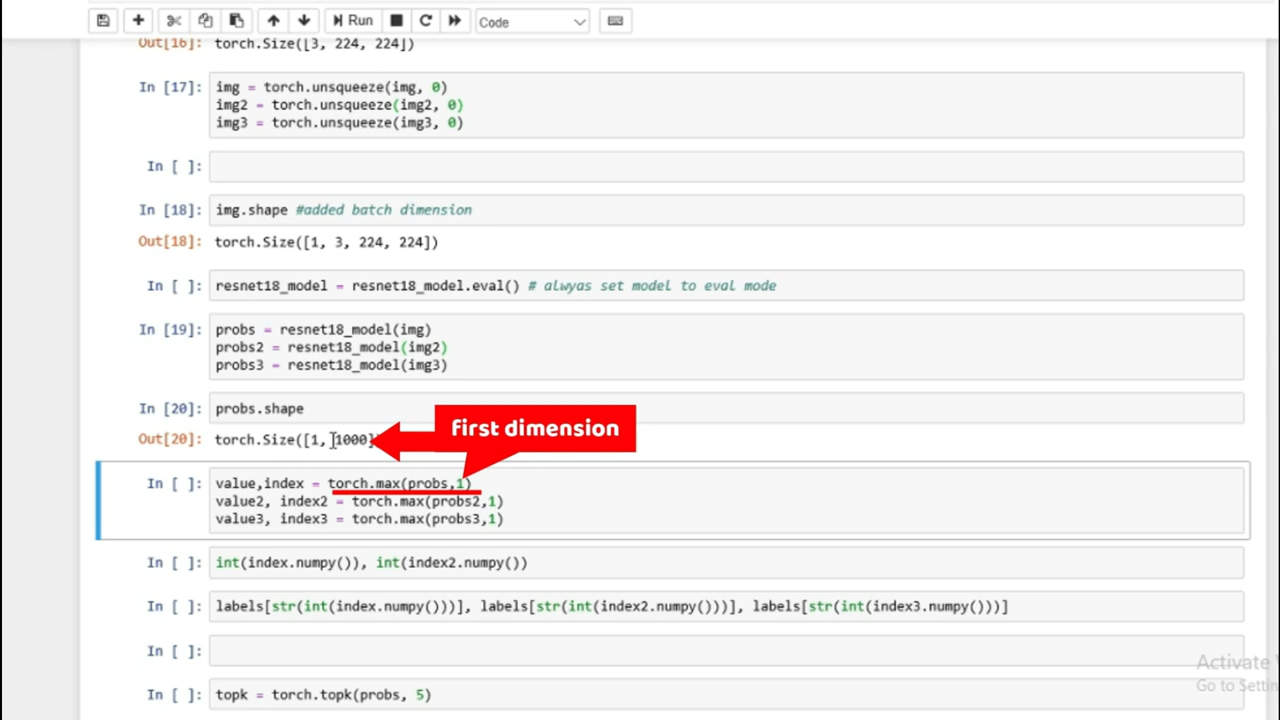 Run
Code
Out[16]: torch.Size([3, 224, 224])
In [17]: img = torch.unsqueeze(img, 0)
img2 = torch.unsqueeze(img2, 0)
img3 = torch.unsqueeze(img3, 0)
In [ ]:
In [18]: img.shape #added batch dimension
Out[18]: torch.Size([1, 3, 224, 224])
In [ ]: resnet18_model = resnet18_model.eval() # alwyas set model to eval mode
In [19]: probs = resnet18_model(img)
probs2 = resnet18_model(img2)
probs3 = resnet18_model(img3)
In [20]: probs.shape
first dimension
Out[20]: torch.Size([1, 1000]
In [ ]: value,index = torch.max(probs,1)
value2, index2 = torch.max(probs2,1)
value3, index3 = torch.max(probs3,1)
In [ ]: int(index.numpy()), int(index2.numpy())
In [ ]: labels[str(int(index.numpy()))], labels[str(int(index2.numpy()))], labels[str(int(index3.numpy()))]
In [ ]:
Activate
Go to Settin
In [ ]: topk = torch.topk(probs, 5)